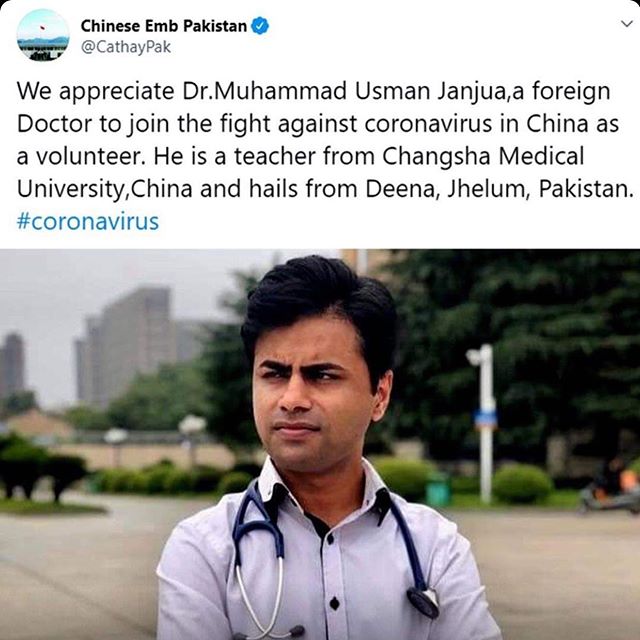 Chinese Emb Pakistan
@CathayPak
We appreciate Dr.Muhammad Usman Janjua,a foreign
Doctor to join the fight against coronavirus in China as
a volunteer. He is a teacher from Changsha Medical
University,China and hails from Deena, Jhelum, Pakistan.
#coronavirus